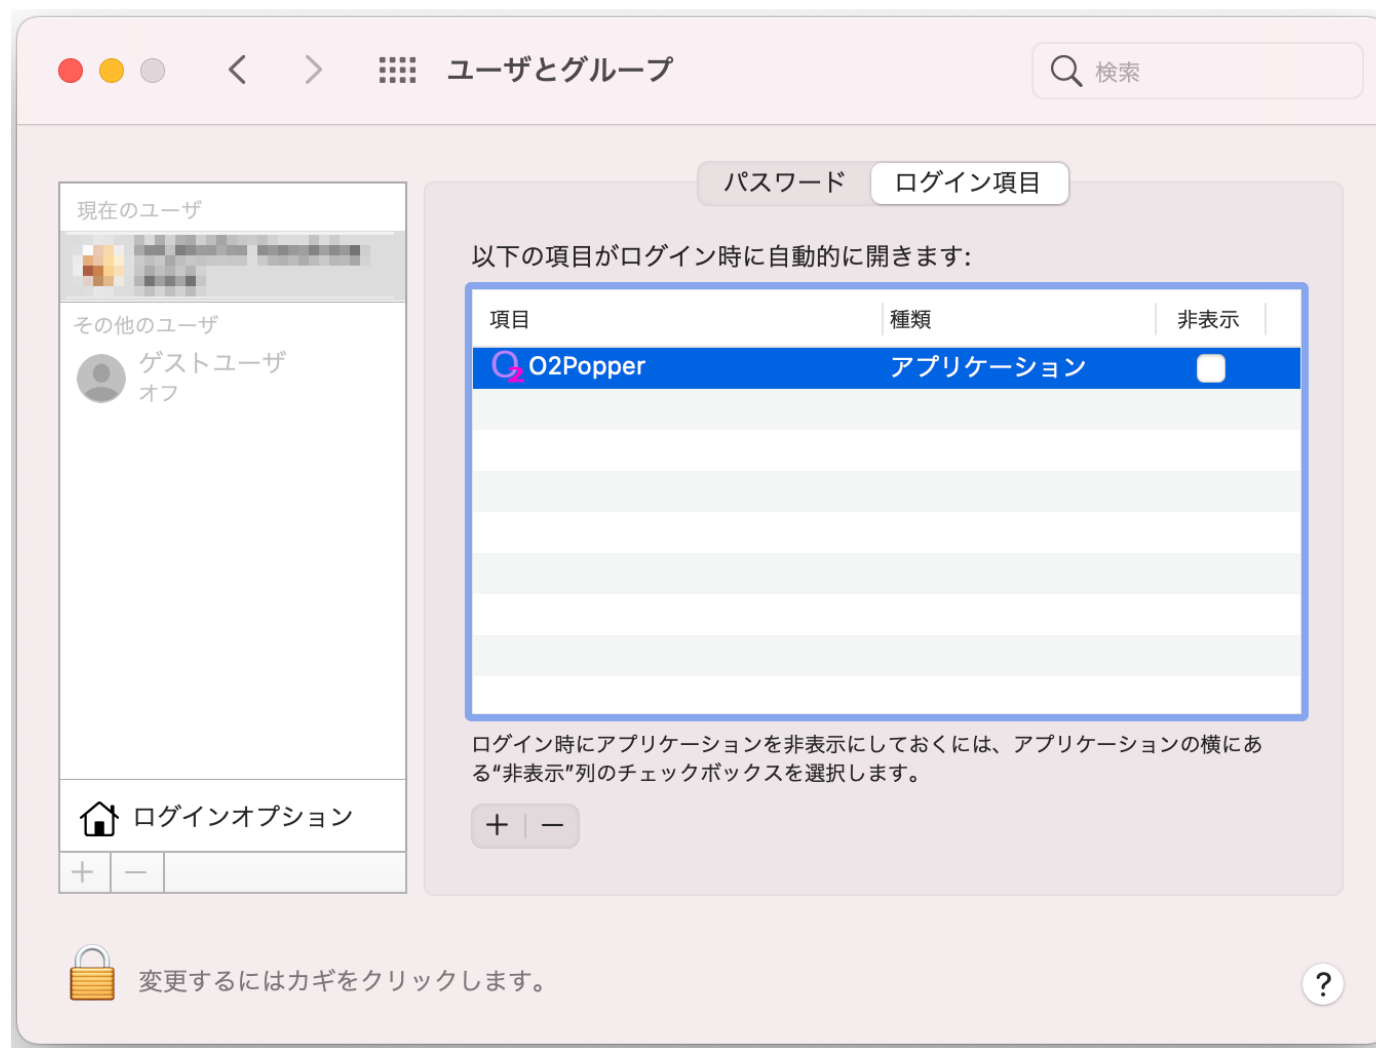 ユーザとグループ
検索
パスワード
ログイン項目
現在のユーザ
その他のユーザ
ゲストユーザ
オフ
ログインオプション
以下の項目がログイン時に自動的に開きます:
項目 種類 非表示
O2Popper アプリケーション
ログイン時にアプリケーションを非表示にしておくには、アプリケーションの横にあ
る“非表示”列のチェックボックスを選択します。
変更するにはカギをクリックします。
?